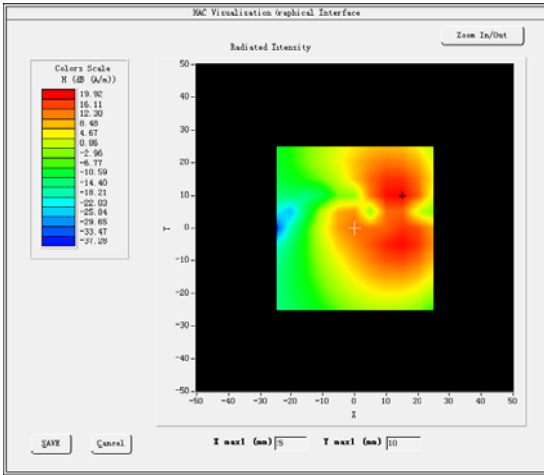 HAC Visualisation Graphical Interface
Zoom In/Out
Radiated Intensity
Colors Scale
H (dB (A/m))
19.92
16.11
12.30
8.48
4.67
0.86
-2.96
-6.77
-10.59
-14.40
-18.21
-22.03
-25.84
-29.65
-33.47
-37.28
50
40
30
20
10
0
-10
-20
-30
-40
-50
Y
-50 -40 -30 -20 -10 0 10 20 30 40 50
X
X max1 (mm) 5 Y max1 (mm) 10
SAVE Cancel